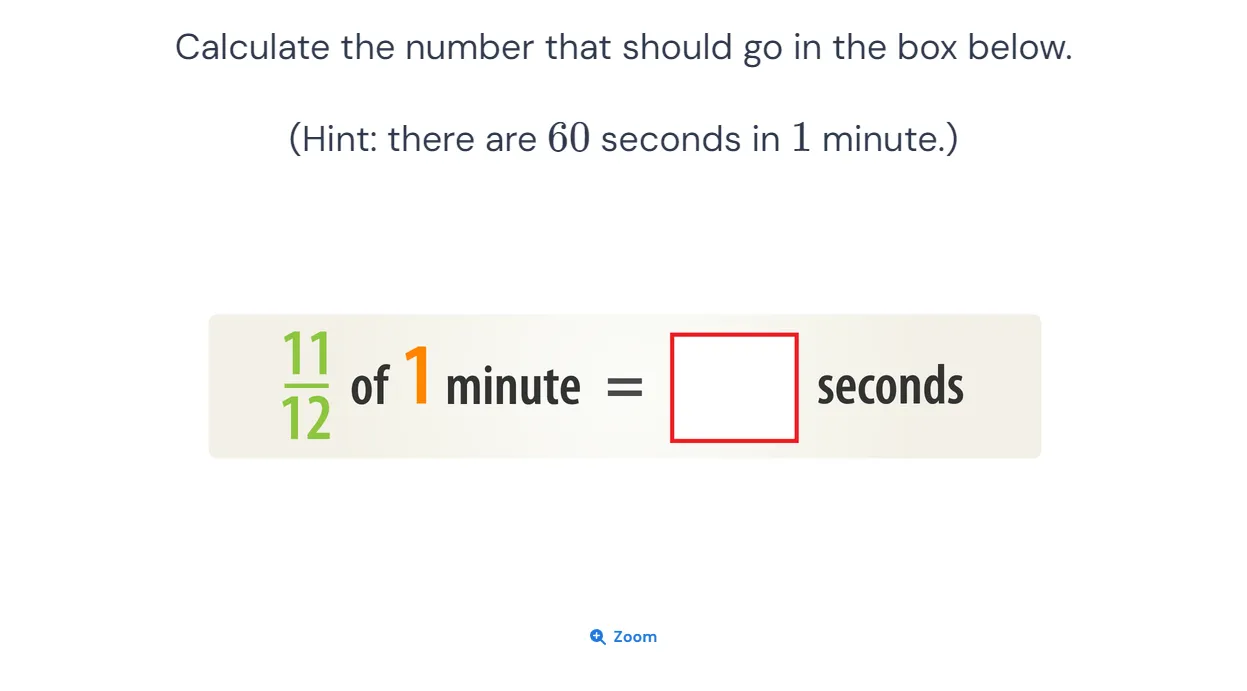 Calculate the number that should go in the box below.
(Hint: there are 60 seconds in 1 minute.)
11/12 of 1 minute = seconds
Zoom